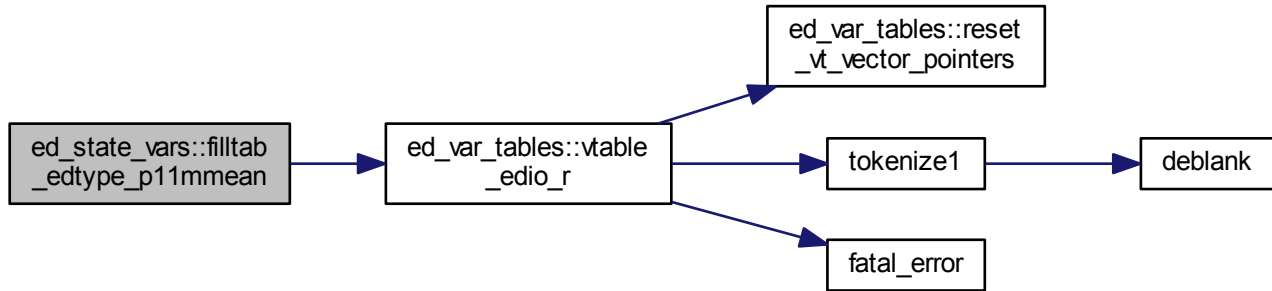 ed_state_vars::filltab
_edtype_p11mmean
ed_var_tables::vtable
_edio_r
ed_var_tables::reset
_vt_vector_pointers
tokenize1
deblank
fatal_error